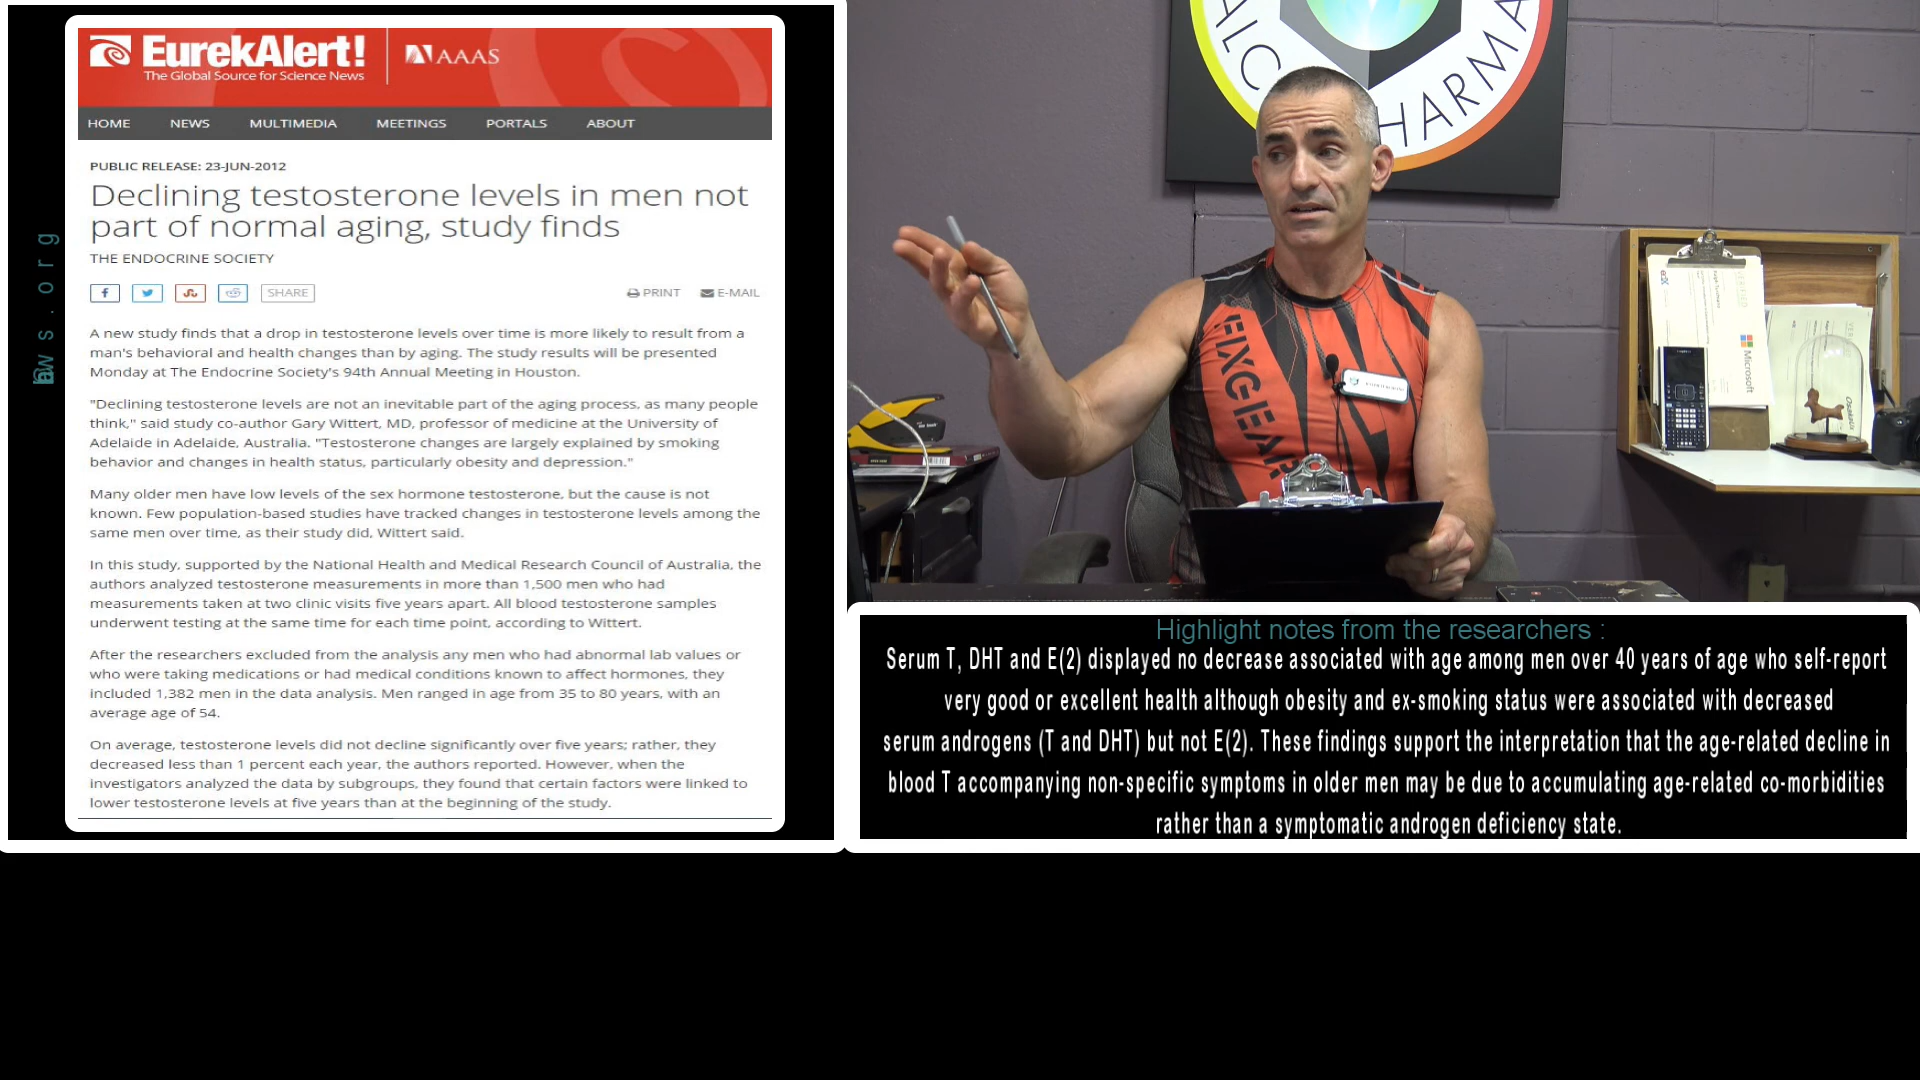 EurekAlert!
The Global Source for Science News
AAAS
HOME NEWS MULTIMEDIA MEETINGS PORTALS ABOUT
PUBLIC RELEASE: 23-JUN-2012
Declining testosterone levels in men not
part of normal aging, study finds
THE ENDOCRINE SOCIETY
SHARE
PRINT E-MAIL
A new study finds that a drop in testosterone levels over time is more likely to result from a
man's behavioral and health changes than by aging. The study results will be presented
Monday at The Endocrine Society's 94th Annual Meeting in Houston.
"Declining testosterone levels are not an inevitable part of the aging process, as many people
think," said study co-author Gary Wittert, MD, professor of medicine at the University of
Adelaide in Adelaide, Australia. "Testosterone changes are largely explained by smoking
behavior and changes in health status, particularly obesity and depression."
Many older men have low levels of the sex hormone testosterone, but the cause is not
known. Few population-based studies have tracked changes in testosterone levels among the
same men over time, as their study did, Wittert said.
In this study, supported by the National Health and Medical Research Council of Australia, the
authors analyzed testosterone measurements in more than 1,500 men who had
measurements taken at two clinic visits five years apart. All blood testosterone samples
underwent testing at the same time for each time point, according to Wittert.
After the researchers excluded from the analysis any men who had abnormal lab values or
who were taking medications or had medical conditions known to affect hormones, they
included 1,382 men in the data analysis. Men ranged in age from 35 to 80 years, with an
average age of 54.
On average, testosterone levels did not decline significantly over five years; rather, they
decreased less than 1 percent each year, the authors reported. However, when the
investigators analyzed the data by subgroups, they found that certain factors were linked to
lower testosterone levels at five years than at the beginning of the study.
ws.org
ALC HARMA
FIXGEAR
Microsoft
Highlight notes from the researchers :
Serum T, DHT and E(2) displayed no decrease associated with age among men over 40 years of age who self-report
very good or excellent health although obesity and ex-smoking status were associated with decreased
serum androgens (T and DHT) but not E(2). These findings support the interpretation that the age-related decline in
blood T accompanying non-specific symptoms in older men may be due to accumulating age-related co-morbidities
rather than a symptomatic androgen deficiency state.